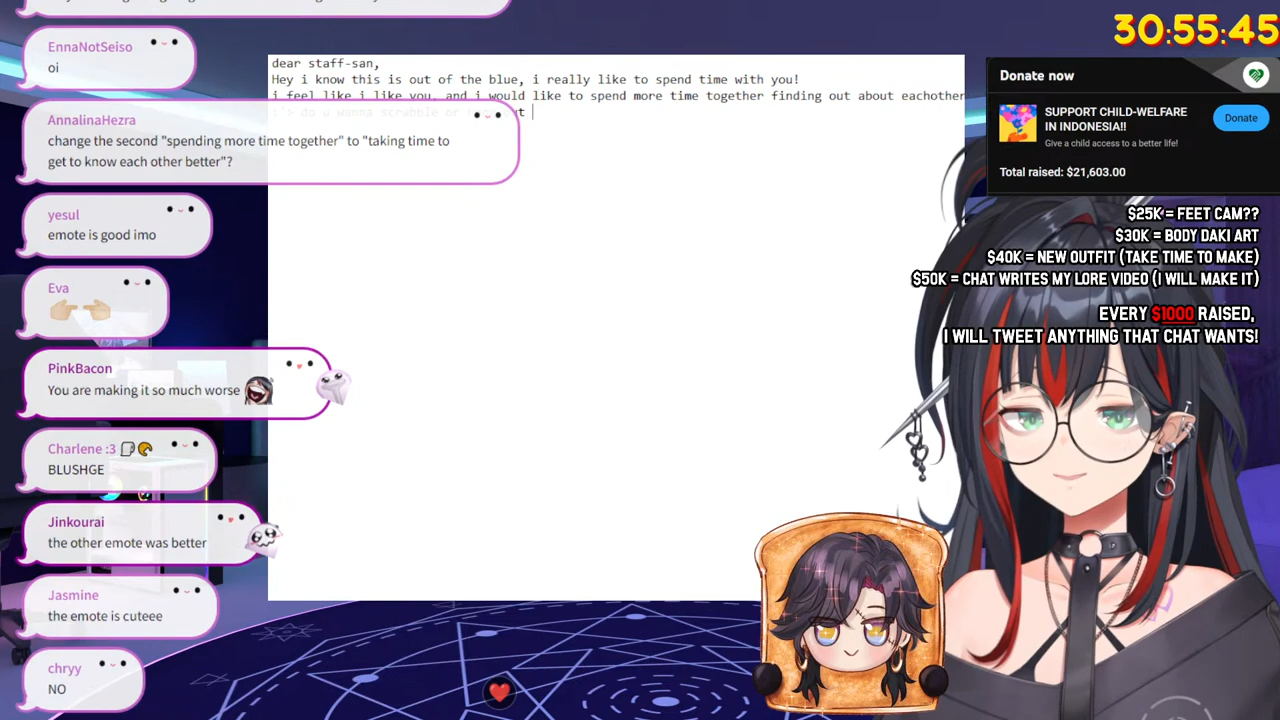 EnnaNotSeiso
oi
AnnalinaHezra
change the second "spending more time together" to "taking time to
get to know each other better"?
yesul
emote is good imo
Eva
PinkBacon
You are making it so much worse
Charlene :3
BLUSHGE
Jinkourai
the other emote was better
Jasmine
the emote is cuteee
chryy
NO
dear staff-san,
Hey i know this is out of the blue, i really like to spend time with you!
i feel like i like you, and i would like to spend more time together finding out about eachother
do u wanna scrabble or
30:55:45
Donate now
SUPPORT CHILD-WELFARE
IN INDONESIA!!
Give a child access to a better life!
Donate
Total raised: $21,603.00
$25K = FEET CAM??
$30K = BODY DAKI ART
$40K = NEW OUTFIT (TAKE TIME TO MAKE)
$50K = CHAT WRITES MY LORE VIDEO (I WILL MAKE IT)
EVERY $1000 RAISED,
I WILL TWEET ANYTHING THAT CHAT WANTS!